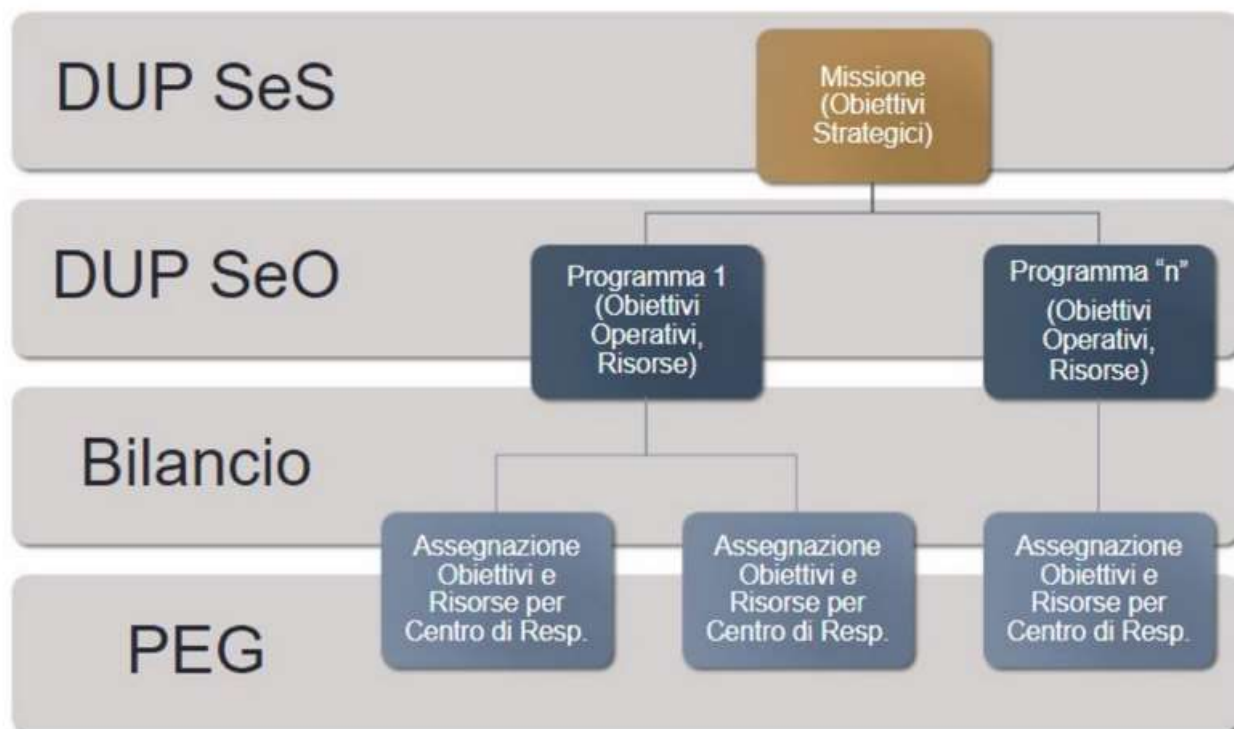 DUP SeS
Missione
(Obiettivi
Strategici)
DUP SeO
Programma 1
(Obiettivi
Operativi,
Risorse)
Programma “n”
(Obiettivi
Operativi,
Risorse)
Bilancio
Assegnazione
Obiettivi e
Risorse per
Centro di Resp.
Assegnazione
Obiettivi e
Risorse per
Centro di Resp.
Assegnazione
Obiettivi e
Risorse per
Centro di Resp.
PEG